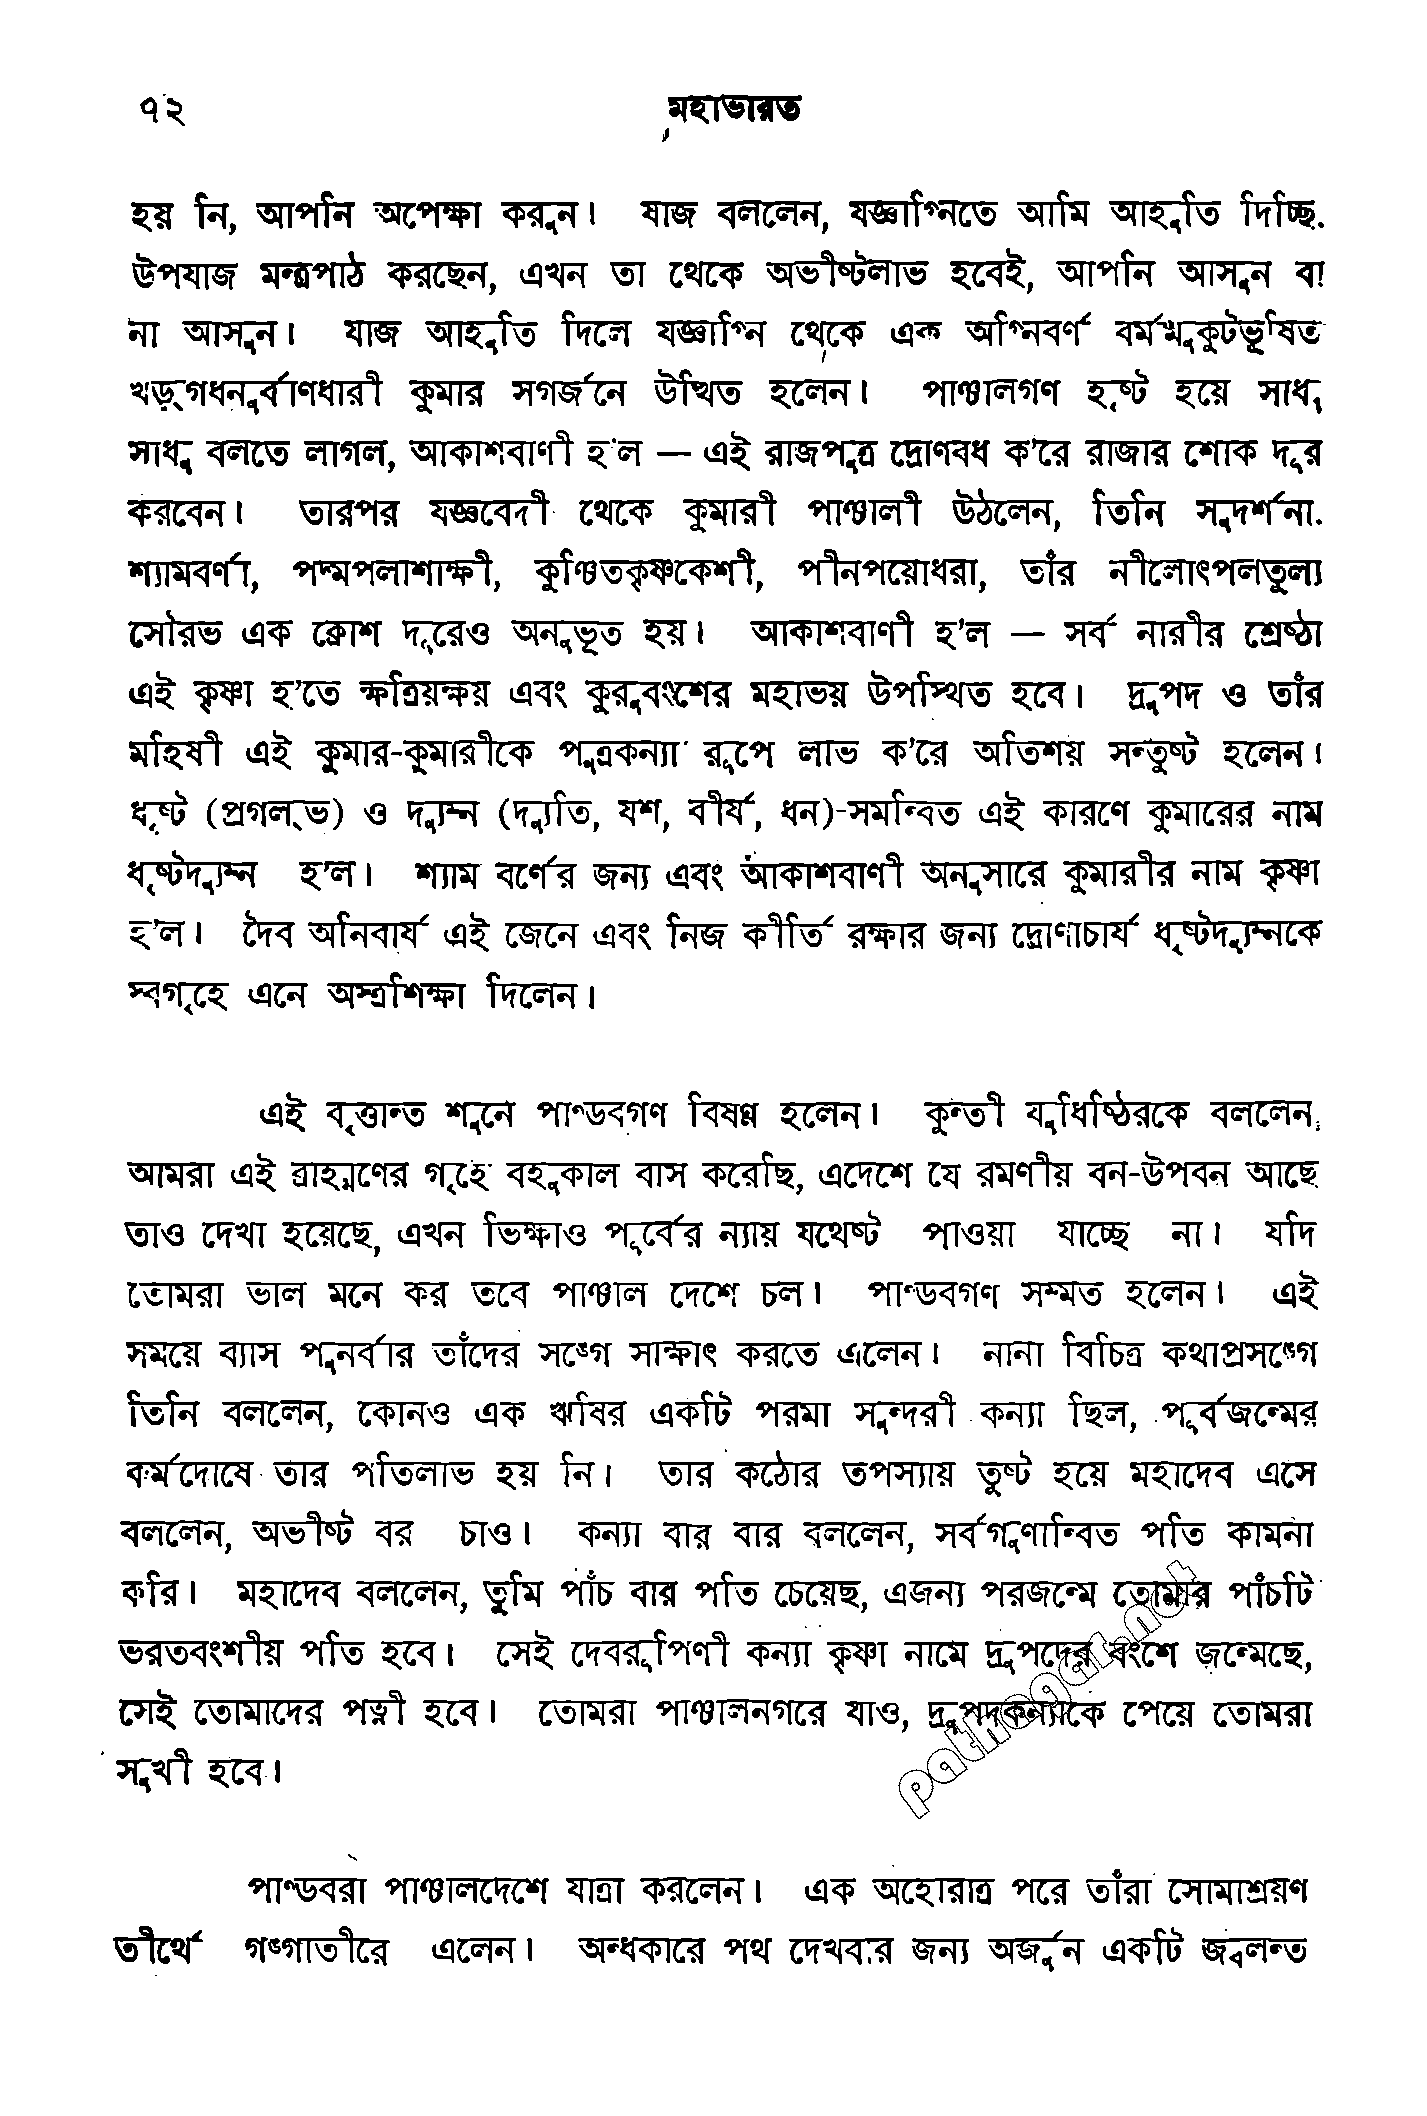 ৭২ মহাভারত
হয় নি, আপনি অপেক্ষা করুন। যাজ বললেন, যজ্ঞাগ্নিতে আমি আহুতি দিচ্ছি.
উপযাজ মন্ত্রপাঠ করছেন, এখন তা থেকে অভীষ্টলাভ হবেই, আপনি আসুন বা
না আসুন। যাজ আহুতি দিলে যজ্ঞাগ্নি থেকে এক অগ্নিবর্ণ বর্মমুকুটভূষিত
খড়্‌গধনুর্বাণধারী কুমার সগর্জনে উত্থিত হলেন। পাঞ্চালগণ হৃষ্ট হয়ে সাধু
সাধু বলতে লাগল, আকাশবাণী হ'ল — এই রাজপুত্র দ্রোণবধ ক'রে রাজার শোক দূর
করবেন। তারপর যজ্ঞবেদী থেকে কুমারী পাঞ্চালী উঠলেন, তিনি সুদর্শনা.
শ্যামবর্ণা, পদ্মপলাশাক্ষী, কুঞ্চিতকৃষ্ণকেশী, পীনপয়োধরা, তাঁর নীলোৎপলতুল্য
সৌরভ এক ক্রোশ দূরেও অনুভূত হয়। আকাশবাণী হ'ল — সর্ব নারীর শ্রেষ্ঠা
এই কৃষ্ণা হ'তে ক্ষত্রিয়ক্ষয় এবং কুরুবংশের মহাভয় উপস্থিত হবে। দ্রুপদ ও তাঁর
মহিষী এই কুমার-কুমারীকে পুত্রকন্যা রূপে লাভ ক'রে অতিশয় সন্তুষ্ট হলেন।
ধৃষ্ট (প্রগল্‌ভ) ও দ্যুম্ন (দ্যুতি, যশ, বীর্য, ধন)-সমন্বিত এই কারণে কুমারের নাম
ধৃষ্টদ্যুম্ন হ'ল। শ্যাম বর্ণের জন্য এবং আকাশবাণী অনুসারে কুমারীর নাম কৃষ্ণা
হ'ল। দৈব অনিবার্য এই জেনে এবং নিজ কীর্তি রক্ষার জন্য দ্রোণাচার্য ধৃষ্টদ্যুম্নকে
স্বগৃহে এনে অস্ত্রশিক্ষা দিলেন।
এই বৃত্তান্ত শুনে পাণ্ডবগণ বিষণ্ণ হলেন। কুন্তী যুধিষ্ঠিরকে বললেন,
আমরা এই ব্রাহ্মণের গৃহে বহুকাল বাস করেছি, এদেশে যে রমণীয় বন-উপবন আছে
তাও দেখা হয়েছে, এখন ভিক্ষাও পূর্বের ন্যায় যথেষ্ট পাওয়া যাচ্ছে না। যদি
তোমরা ভাল মনে কর তবে পাঞ্চাল দেশে চল। পাণ্ডবগণ সম্মত হলেন। এই
সময়ে ব্যাস পুনর্বার তাঁদের সঙ্গে সাক্ষাৎ করতে এলেন। নানা বিচিত্র কথাপ্রসঙ্গে
তিনি বললেন, কোনও এক ঋষির একটি পরমা সুন্দরী কন্যা ছিল, পূর্বজন্মের
কর্মদোষে তার পতিলাভ হয় নি। তার কঠোর তপস্যায় তুষ্ট হয়ে মহাদেব এসে
বললেন, অভীষ্ট বর চাও। কন্যা বার বার বললেন, সর্বগুণান্বিত পতি কামনা
করি। মহাদেব বললেন, তুমি পাঁচ বার পতি চেয়েছ, এজন্য পরজন্মে তোমার পাঁচটি
ভরতবংশীয় পতি হবে। সেই দেবরূপিণী কন্যা কৃষ্ণা নামে দ্রুপদের বংশে জন্মেছে,
সেই তোমাদের পত্নী হবে। তোমরা পাঞ্চালনগরে যাও, দ্রুপদকন্যাকে পেয়ে তোমরা
সুখী হবে।
pathagar.net
পাণ্ডবরা পাঞ্চালদেশে যাত্রা করলেন। এক অহোরাত্র পরে তাঁরা সোমাশ্রয়ণ
তীর্থে গঙ্গাতীরে এলেন। অন্ধকারে পথ দেখবার জন্য অর্জুন একটি জ্বলন্ত